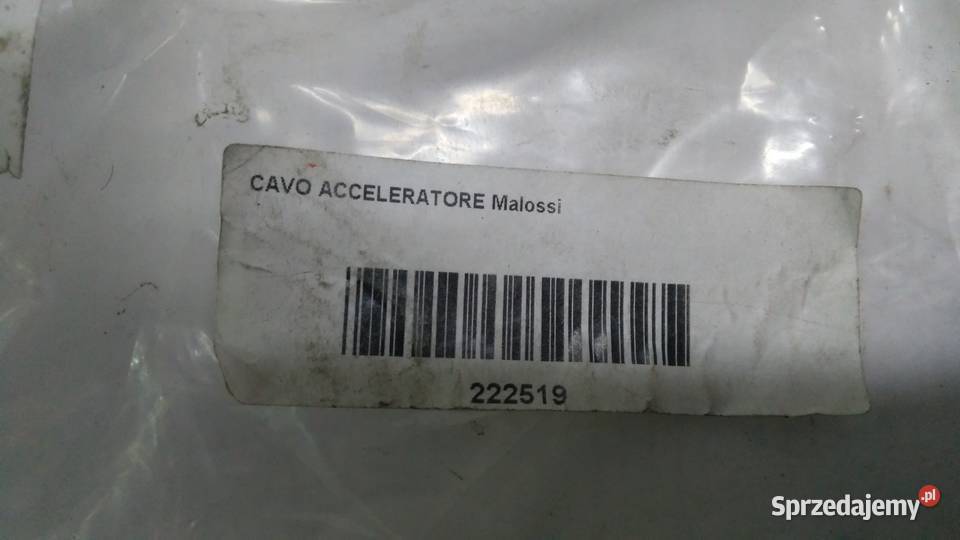 CAVO ACCELERATORE Malossi
222519
Sprzedajemy.pl